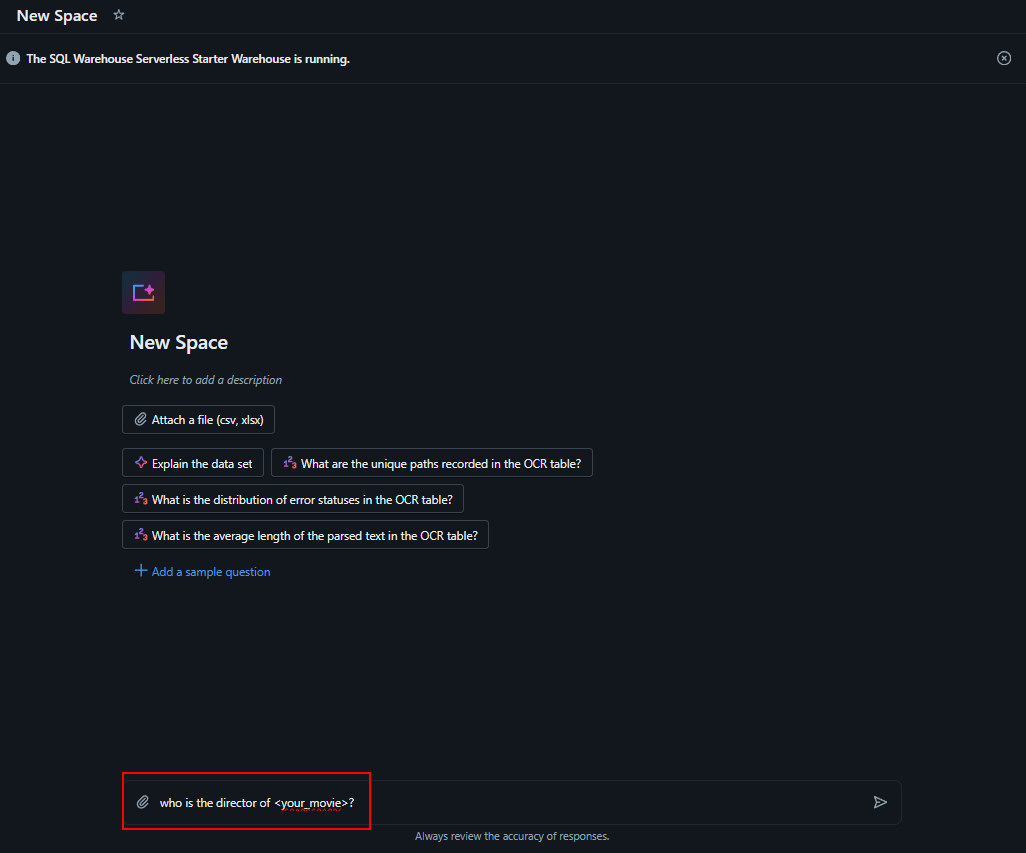 New Space
The SQL Warehouse Serverless Starter Warehouse is running.
New Space
Click here to add a description
Attach a file (csv, xlsx)
Explain the data set
What are the unique paths recorded in the OCR table?
What is the distribution of error statuses in the OCR table?
What is the average length of the parsed text in the OCR table?
Add a sample question
who is the director of <your_movie>?
Always review the accuracy of responses.